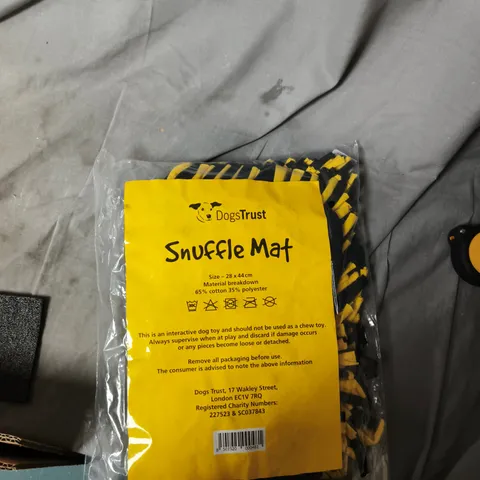 DogsTrust
Snuffle Mat
Size – 28 x 44cm
Material breakdown
65% cotton 35% polyester
This is an interactive dog toy and should not be used as a chew toy.
Always supervise when at play and discard if damage occurs
or any pieces become loose or detached.
Remove all packaging before use.
The consumer is advised to note the above information
Dogs Trust, 17 Wakley Street,
London EC1V 7RQ
Registered Charity Numbers:
227523 & SC037843